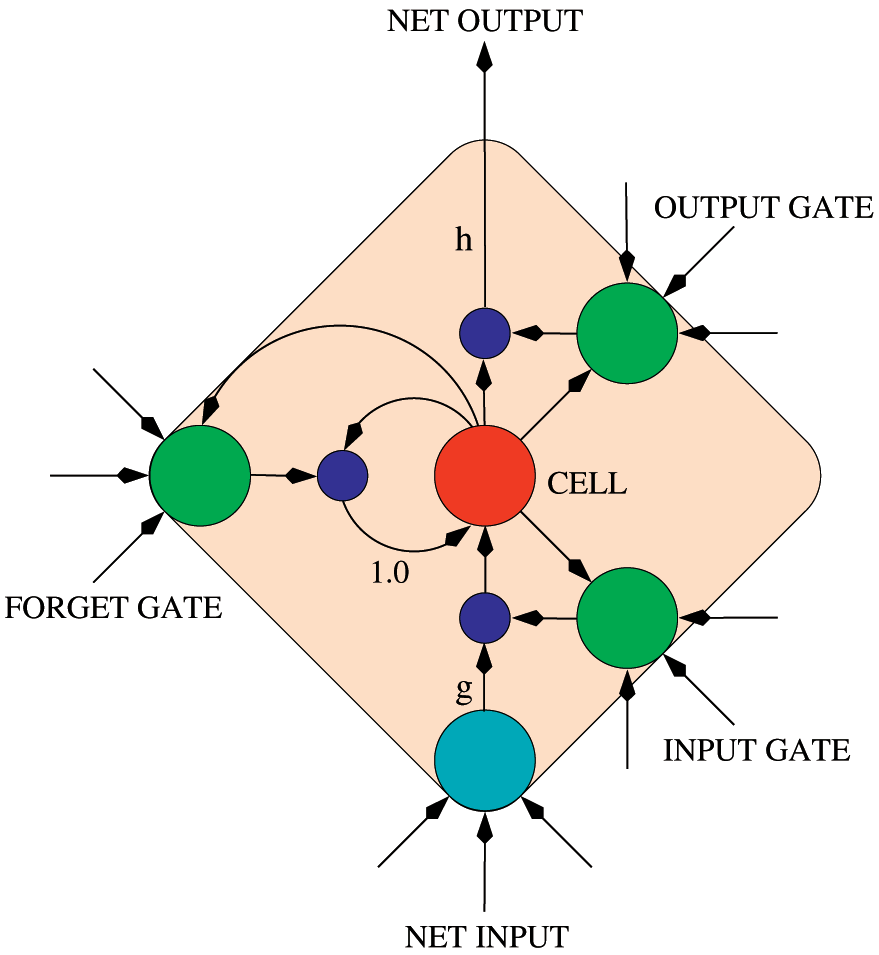 NET OUTPUT
OUTPUT GATE
h
CELL
1.0
FORGET GATE
g
INPUT GATE
NET INPUT